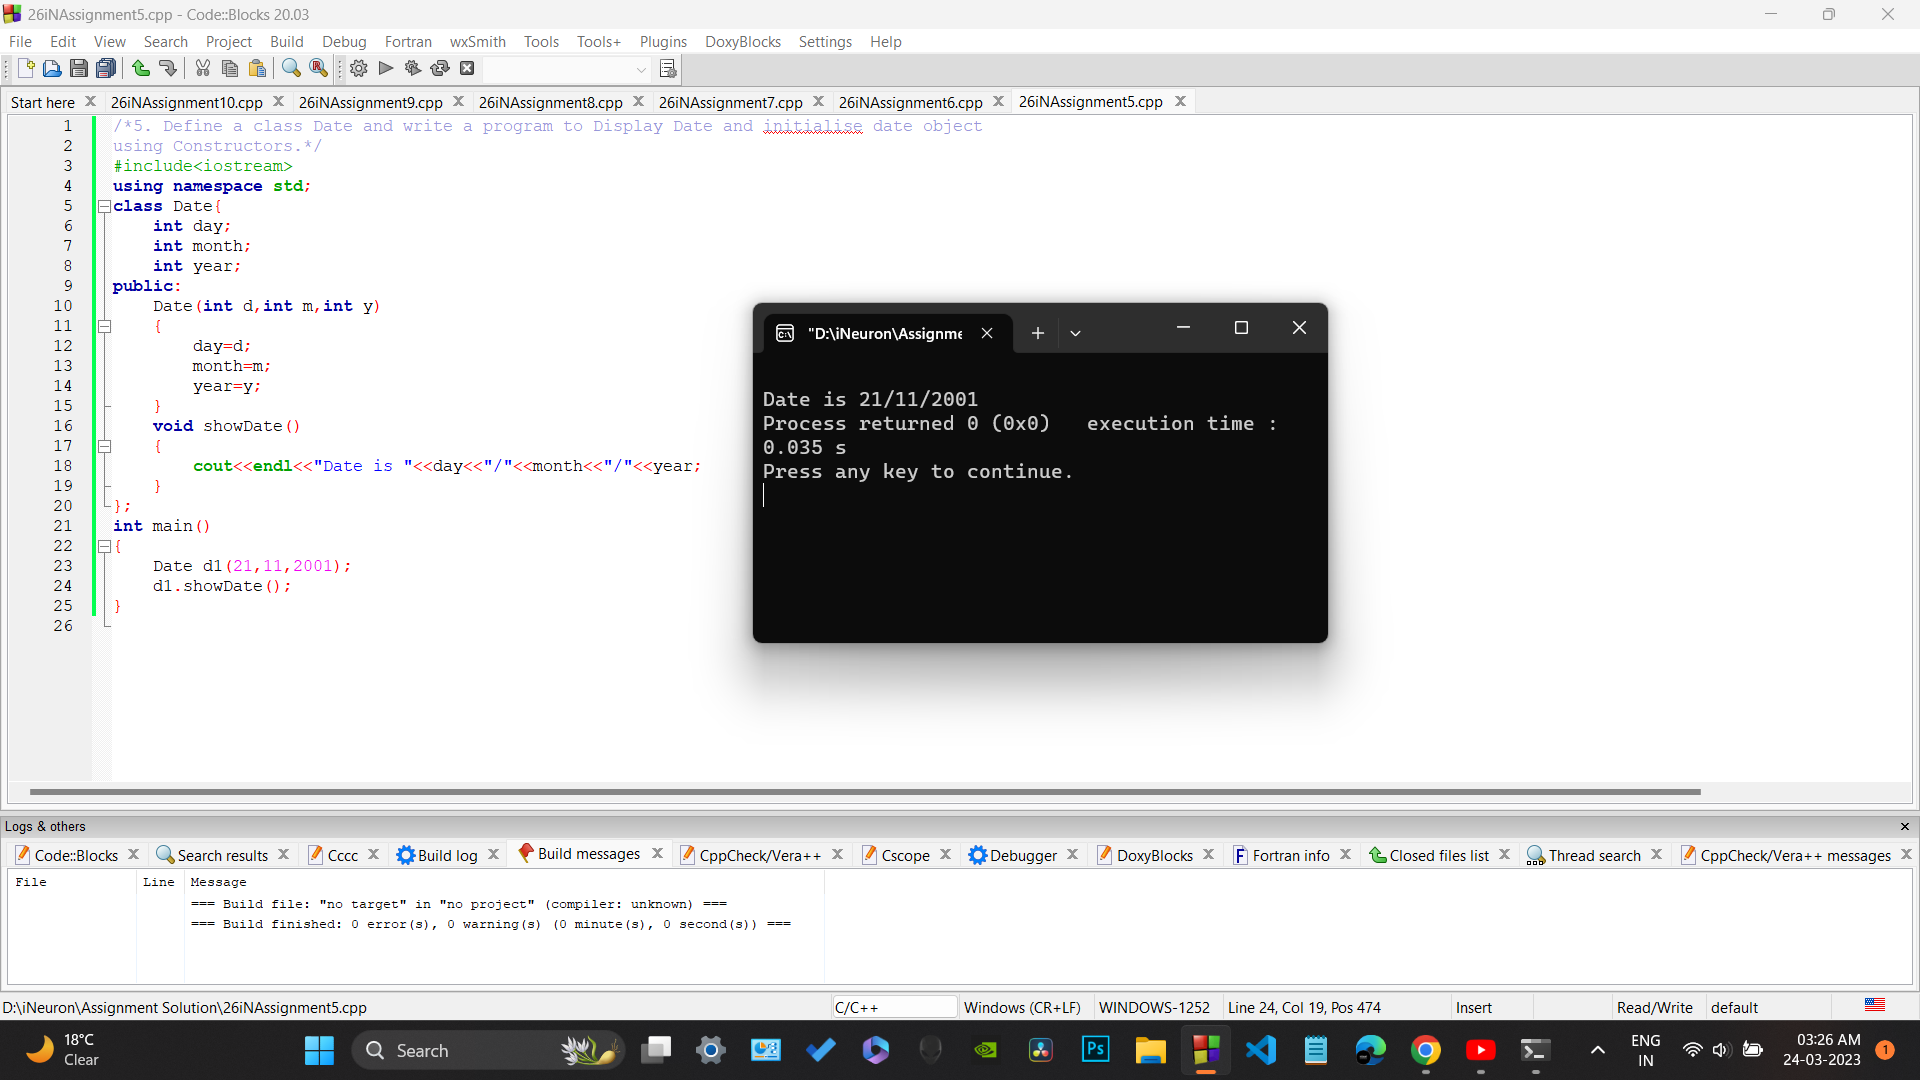 26iNAssignment5.cpp - Code::Blocks 20.03
File Edit View Search Project Build Debug Fortran wxSmith Tools Tools+ Plugins DoxyBlocks Settings Help
Start here 26iNAssignment10.cpp 26iNAssignment9.cpp 26iNAssignment8.cpp 26iNAssignment7.cpp 26iNAssignment6.cpp 26iNAssignment5.cpp
1 /*5. Define a class Date and write a program to Display Date and initialise date object
2 using Constructors.*/
3 #include<iostream>
4 using namespace std;
5 class Date{
6 int day;
7 int month;
8 int year;
9 public:
10 Date(int d,int m,int y)
11 {
12 day=d;
13 month=m;
14 year=y;
15 }
16 void showDate()
17 {
18 cout<<endl<<"Date is "<<day<<"/"<<month<<"/"<<year;
19 }
20 };
21 int main()
22 {
23 Date d1(21,11,2001);
24 d1.showDate();
25 }
26
"D:\iNeuron\Assignme
Date is 21/11/2001
Process returned 0 (0x0)   execution time :
0.035 s
Press any key to continue.
Logs & others
Code::Blocks Search results Cccc Build log Build messages CppCheck/Vera++ Cscope Debugger DoxyBlocks Fortran info Closed files list Thread search CppCheck/Vera++ messages
File Line Message
=== Build file: "no target" in "no project" (compiler: unknown) ===
=== Build finished: 0 error(s), 0 warning(s) (0 minute(s), 0 second(s)) ===
D:\iNeuron\Assignment Solution\26iNAssignment5.cpp C/C++ Windows (CR+LF) WINDOWS-1252 Line 24, Col 19, Pos 474 Insert Read/Write default
18°C
Clear
Search
Ps
ENG
IN
03:26 AM
24-03-2023
1